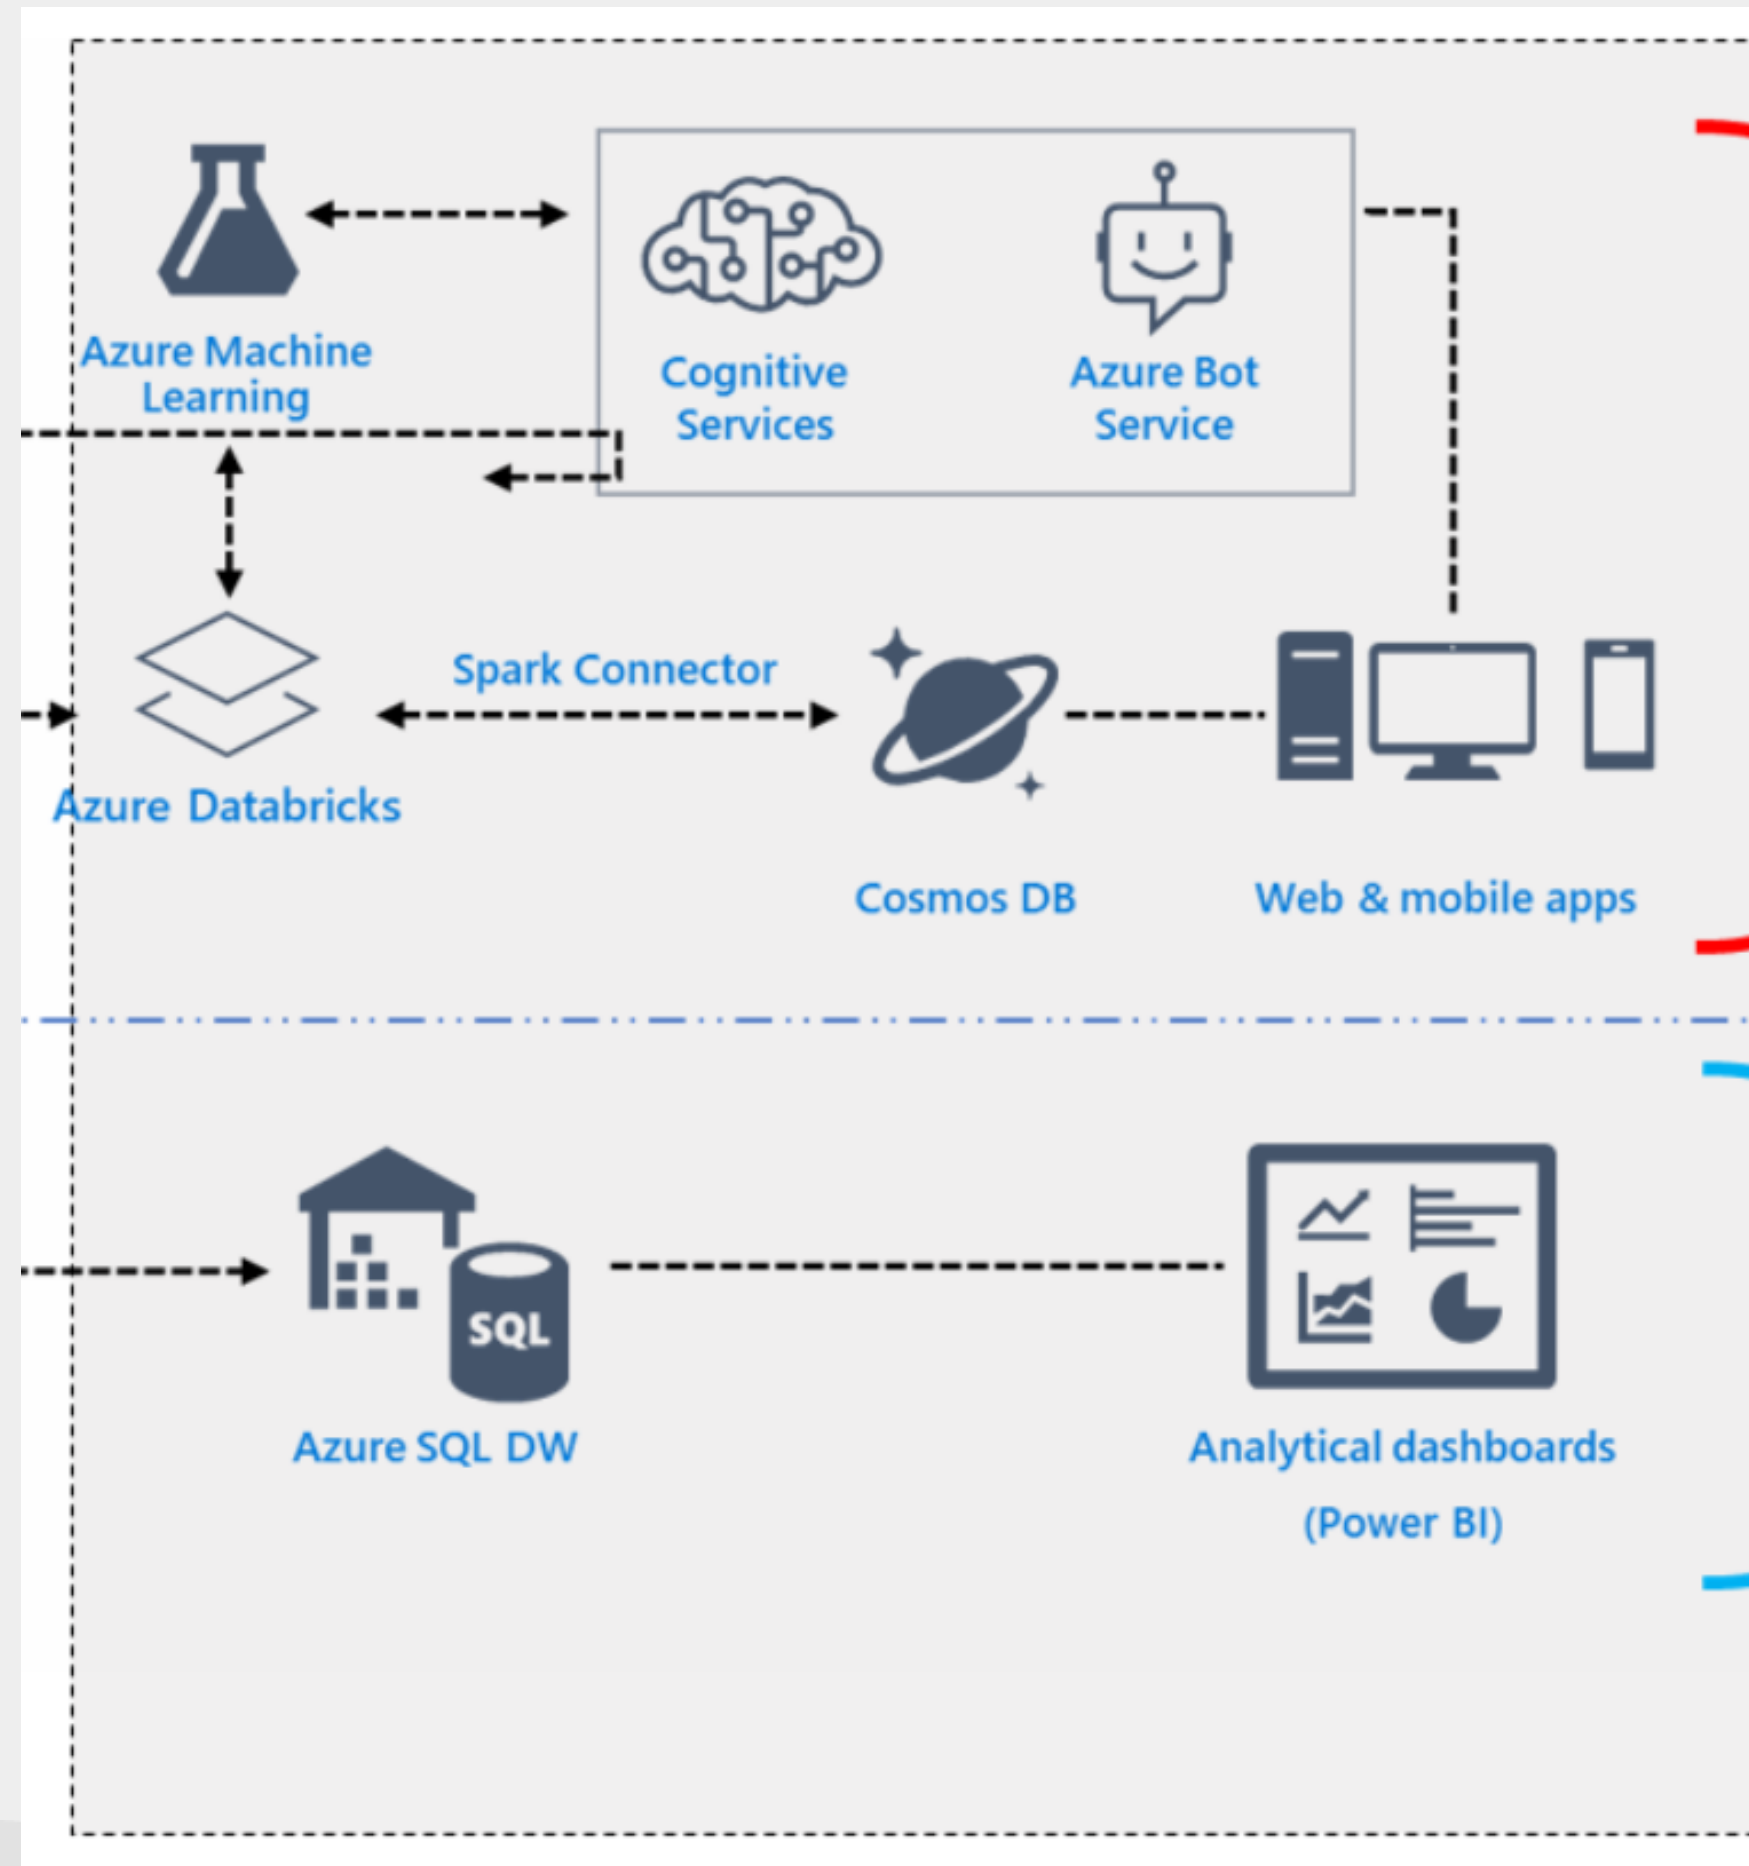 Azure Machine
Learning
Cognitive
Services
Azure Bot
Service
Spark Connector
Azure Databricks
Cosmos DB
Web & mobile apps
SQL
Azure SQL DW
Analytical dashboards
(Power BI)